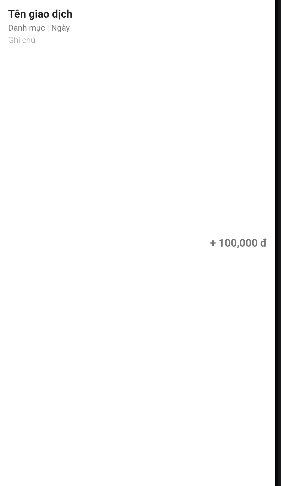 Tên giao dịch
Danh mục - Ngày
Ghi chú
+ 100,000 đ